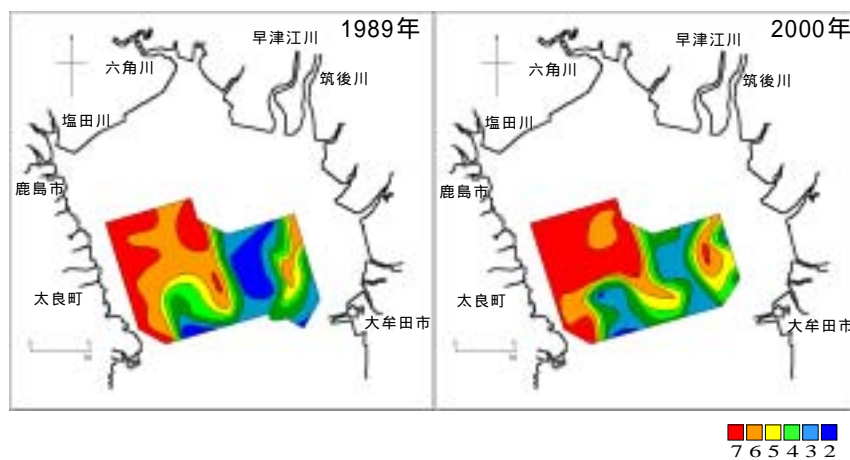 1989年
早津江川
六角川
筑後川
塩田川
鹿島市
太良町
大牟田市
2000年
早津江川
六角川
筑後川
塩田川
鹿島市
太良町
大牟田市
7 6 5 4 3 2